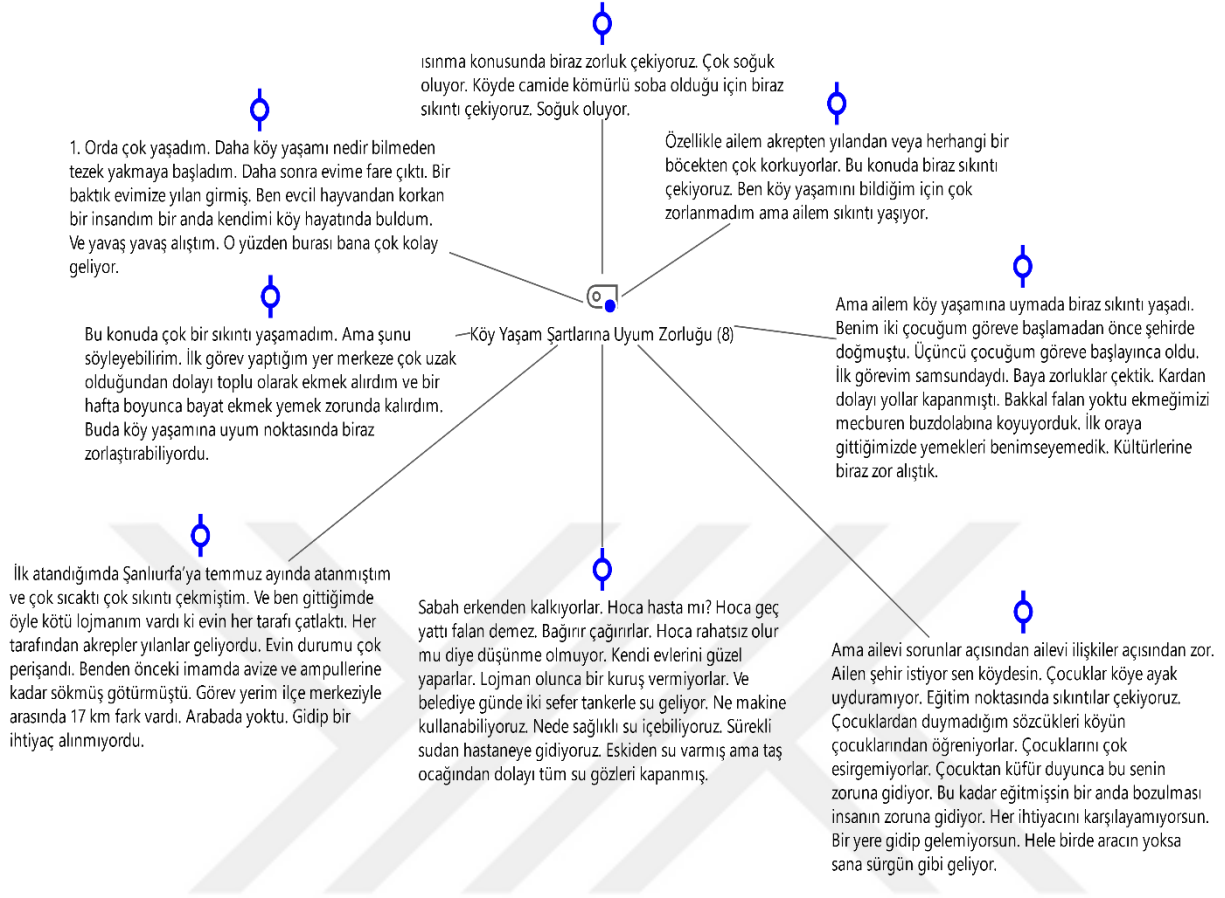 ısınma konusunda biraz zorluk çekiyoruz. Çok soğuk
oluyor. Köyde camide kömürlü soba olduğu için biraz
sıkıntı çekiyoruz. Soğuk oluyor.
1. Orda çok yaşadım. Daha köy yaşamı nedir bilmeden
tezek yakmaya başladım. Daha sonra evime fare çıktı. Bir
baktık evimize yılan girmiş. Ben evcil hayvandan korkan
bir insandım bir anda kendimi köy hayatında buldum.
Ve yavaş yavaş alıştım. O yüzden burası bana çok kolay
geliyor.
Özellikle ailem akrepten yılandan veya herhangi bir
böcekten çok korkuyorlar. Bu konuda biraz sıkıntı
çekiyoruz. Ben köy yaşamını bildiğim için çok
zorlanmadım ama ailem sıkıntı yaşıyor.
Bu konuda çok bir sıkıntı yaşamadım. Ama şunu
söyleyebilirim. İlk görev yaptığım yer merkeze çok uzak
olduğundan dolayı toplu olarak ekmek alırdım ve bir
hafta boyunca bayat ekmek yemek zorunda kalırdım.
Buda köy yaşamına uyum noktasında biraz
zorlaştırabiliyordu.
Köy Yaşam Şartlarına Uyum Zorluğu (8)
Ama ailem köy yaşamına uymada biraz sıkıntı yaşadı.
Benim iki çocuğum göreve başlamadan önce şehirde
doğmuştu. Üçüncü çocuğum göreve başlayınca oldu.
İlk görevim samsundaydı. Baya zorluklar çektik. Kardan
dolayı yollar kapanmıştı. Bakkal falan yoktu ekmeğimizi
mecburen buzdolabına koyuyorduk. İlk oraya
gittiğimizde yemekleri benimseyemedik. Kültürlerine
biraz zor alıştık.
İlk atandığımda Şanlıurfa’ya temmuz ayında atanmıştım
ve çok sıcaktı çok sıkıntı çekmiştim. Ve ben gittiğimde
öyle kötü lojmanım vardı ki evin her tarafı çatlaktı. Her
tarafından akrepler yılanlar geliyordu. Evin durumu çok
perişandı. Benden önceki imamda avize ve ampullerine
kadar sökmüş götürmüştü. Görev yerim ilçe merkeziyle
arasında 17 km fark vardı. Arabada yoktu. Gidip bir
ihtiyaç alınmıyordu.
Sabah erkenden kalkıyorlar. Hoca hasta mı? Hoca geç
yattı falan demez. Bağırır çağırırlar. Hoca rahatsız olur
mu diye düşünme olmuyor. Kendi evlerini güzel
yaparlar. Lojman olunca bir kuruş vermiyorlar. Ve
belediye günde iki sefer tankerle su geliyor. Ne makine
kullanabiliyoruz. Nede sağlıklı su içebiliyoruz. Sürekli
sudan hastaneye gidiyoruz. Eskiden su varmış ama taş
ocağından dolayı tüm su gözleri kapanmış.
Ama ailevi sorunlar açısından ailevi ilişkiler açısından zor.
Ailen şehir istiyor sen köydesin. Çocuklar köye ayak
uyduramıyor. Eğitim noktasında sıkıntılar çekiyoruz.
Çocuklardan duymadığım sözcükleri köyün
çocuklarından öğreniyorlar. Çocuklarını çok
esirgemiyorlar. Çocuktan küfür duyunca bu senin
zoruna gidiyor. Bu kadar eğitmişsin bir anda bozulması
insanın zoruna gidiyor. Her ihtiyacını karşılayamıyorsun.
Bir yere gidip gelemiyorsun. Hele birde aracın yoksa
sana sürgün gibi geliyor.